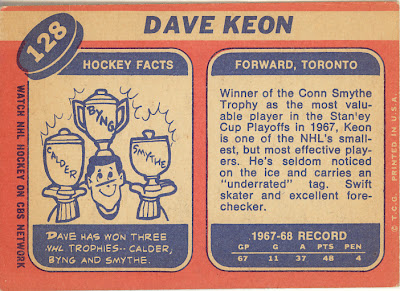 DAVE KEON
128
HOCKEY FACTS
BYNG
CALDER
SMYTHE
DAVE HAS WON THREE
NHL TROPHIES-- CALDER,
BYNG AND SMYTHE.
FORWARD, TORONTO
Winner of the Conn Smythe
Trophy as the most valu-
able player in the Stan'ey
Cup Playoffs in 1967, Keon
is one of the NHL's small-
est, but most effective play-
ers. He's seldom noticed
on the ice and carries an
"underrated" tag. Swift
skater and excellent fore-
checker.
1967-68 RECORD
GP G A PTS PEN
67 11 37 48 4
WATCH NHL HOCKEY ON CBS NETWORK
© T.C.G. PRINTED IN U.S.A.